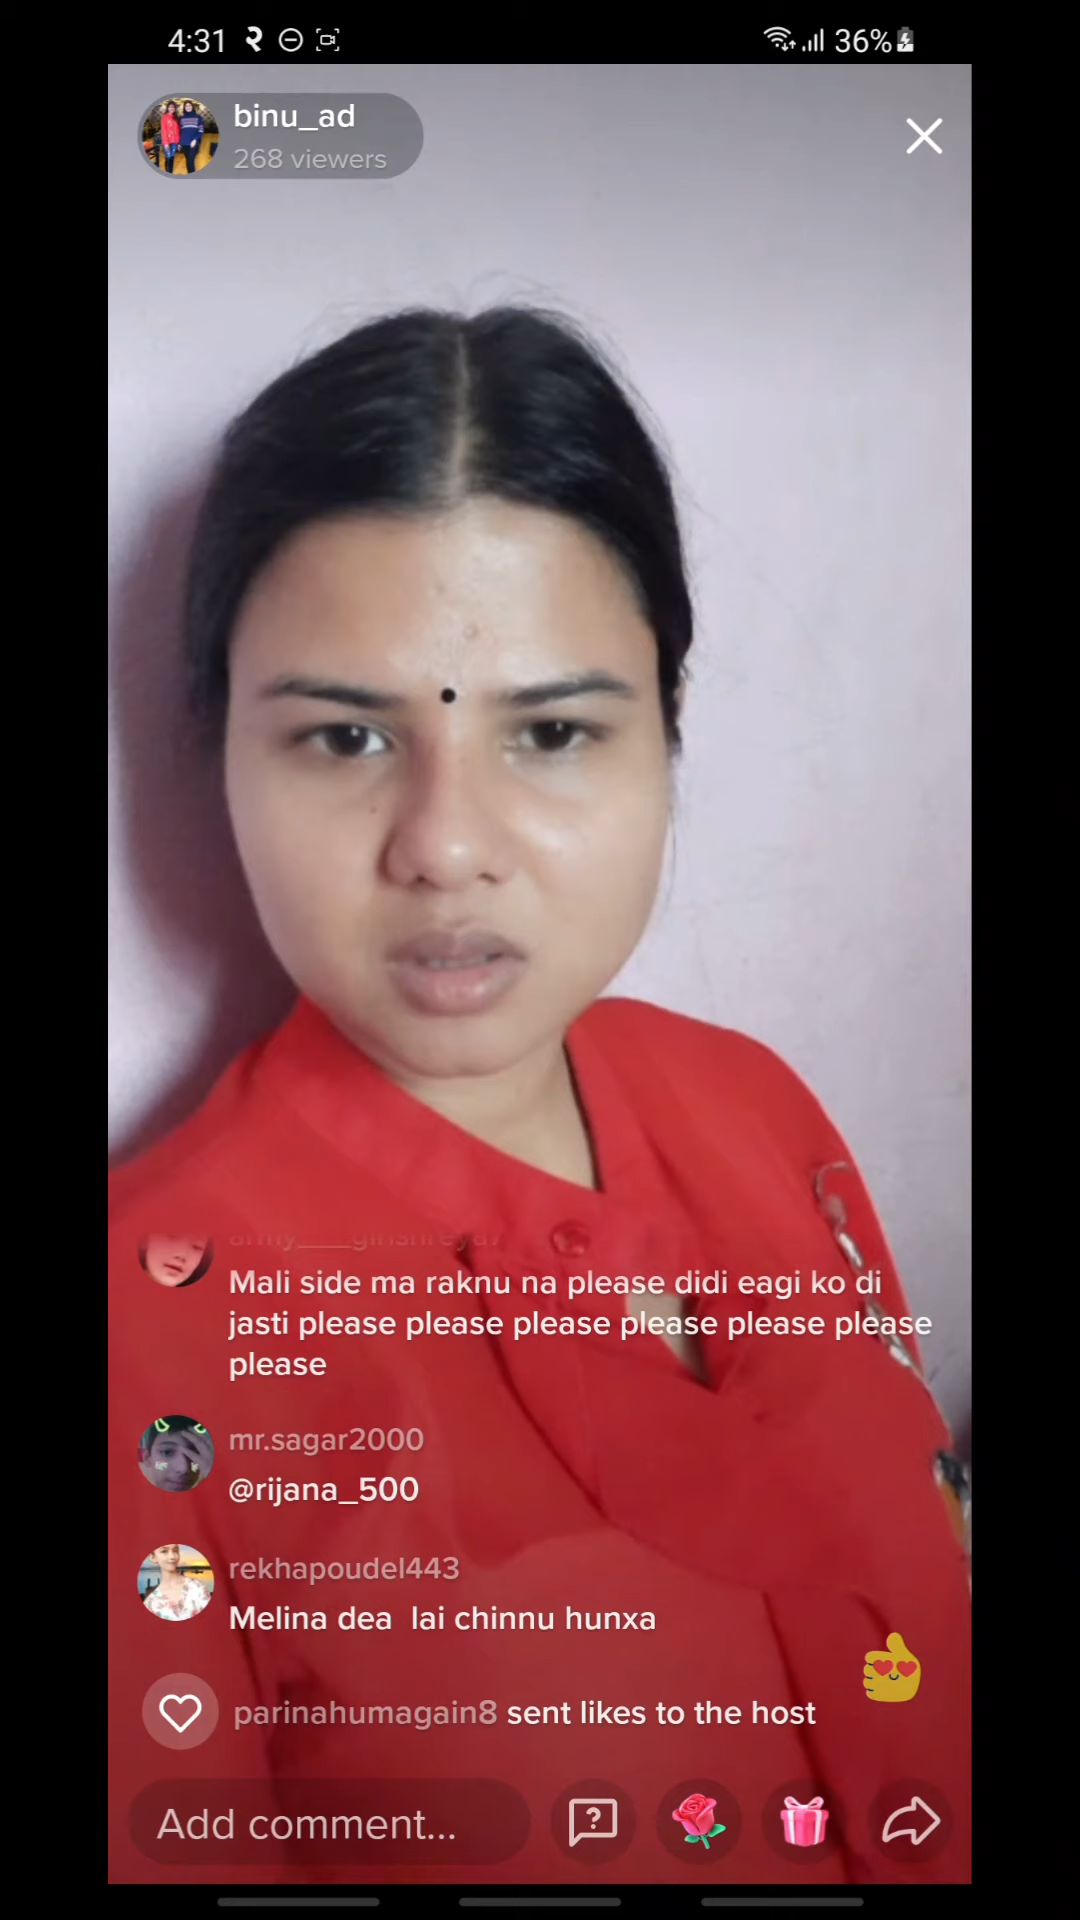 4:31
36%
binu_ad
268 viewers
Mali side ma raknu na please didi eagi ko di
jasti please please please please please please
please
mr.sagar2000
@rijana_500
rekhapoudel443
Melina dea lai chinnu hunxa
parinahumagain8 sent likes to the host
Add comment...